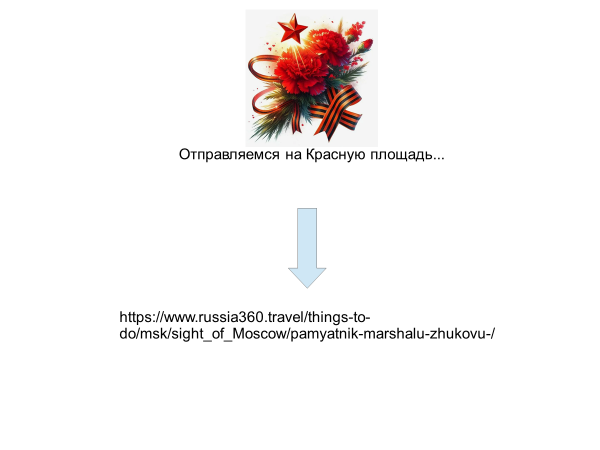 Отправляемся на Красную площадь...
https://www.russia360.travel/things-to-
do/msk/sight_of_Moscow/pamyatnik-marshalu-zhukovu-/